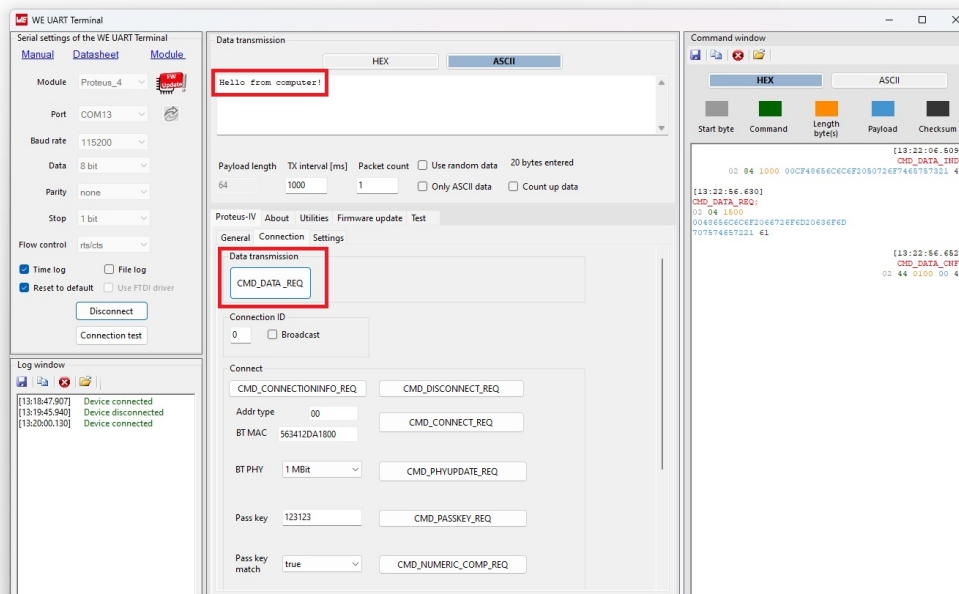 WE UART Terminal
Serial settings of the WE UART Terminal
Manual Datasheet Module
Module Proteus_4 FW Update
Port COM13
Baud rate 115200
Data 8 bit
Parity none
Stop 1 bit
Flow control rts/cts
Time log File log
Reset to default Use FTDI driver
Disconnect
Connection test
Log window
[13:18:47.907] Device connected
[13:19:45.940] Device disconnected
[13:20:00.130] Device connected
Data transmission
HEX ASCII
Hello from computer!
Payload length TX interval [ms] Packet count Use random data 20 bytes entered
64 1000 1 Only ASCII data Count up data
Proteus-IV About Utilities Firmware update Test
General Connection Settings
Data transmission
CMD_DATA _REQ
Connection ID
0 Broadcast
Connect
CMD_CONNECTIONINFO_REQ CMD_DISCONNECT_REQ
Addr type 00
CMD_CONNECT_REQ
BT MAC 563412DA1800
BT PHY 1 MBit CMD_PHYUPDATE_REQ
Pass key 123123 CMD_PASSKEY_REQ
Pass key match true CMD_NUMERIC_COMP_REQ
Command window
HEX ASCII
Start byte Command Length byte(s) Payload Checksum
[13:22:06.509
CMD_DATA_IND
02 84 1000 00CF48656C6C6F2050726F7465757321 4
[13:22:56.630]
CMD_DATA_REQ:
02 04 1500
0048656C6C6F2066726F6D20636F6D
707574657221 61
[13:22:56.652
CMD_DATA_CNF
02 44 0100 00 4